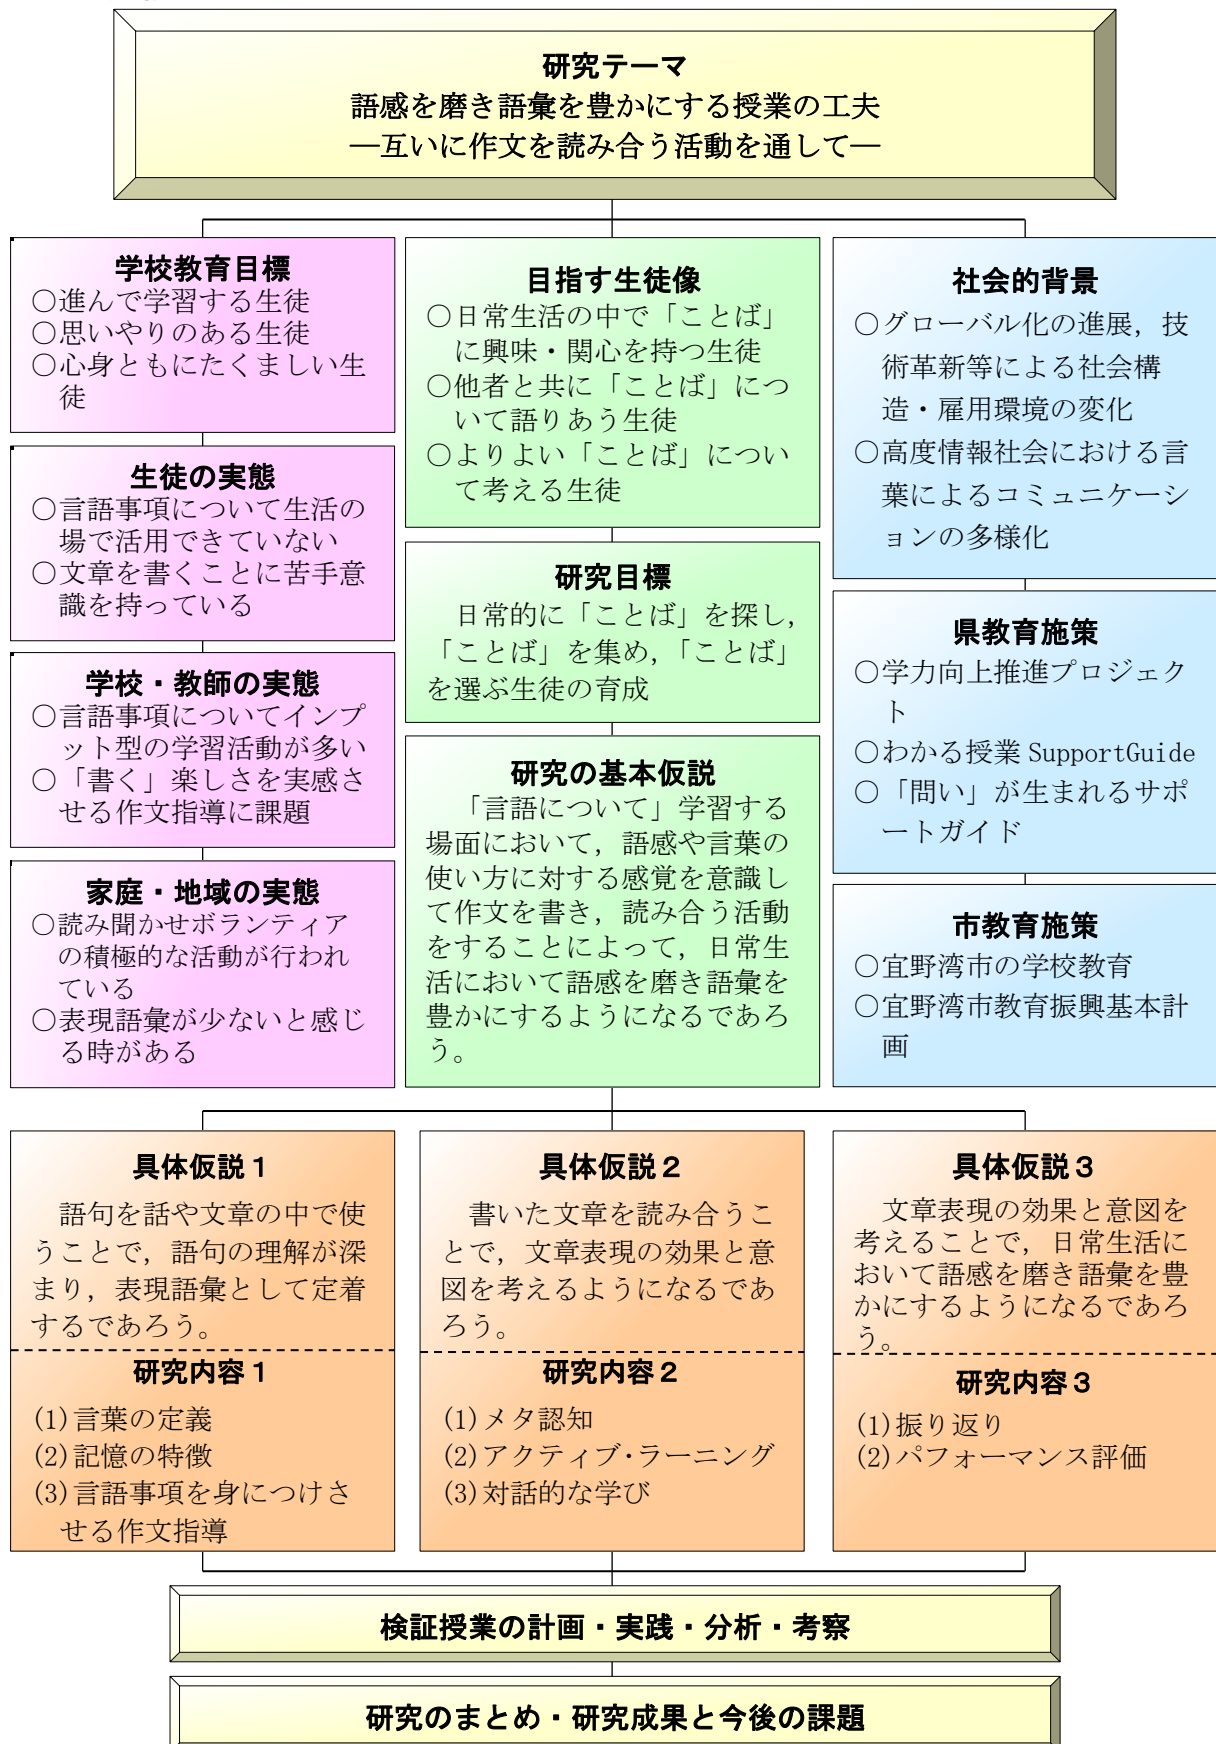 研究テーマ
語感を磨き語彙を豊かにする授業の工夫
―互いに作文を読み合う活動を通して―
学校教育目標
○進んで学習する生徒
○思いやりのある生徒
○心身ともにたくましい生
徒
生徒の実態
○言語事項について生活の
場で活用できていない
○文章を書くことに苦手意
識を持っている
学校・教師の実態
○言語事項についてインプ
ット型の学習活動が多い
○「書く」楽しさを実感さ
せる作文指導に課題
家庭・地域の実態
○読み聞かせボランティア
の積極的な活動が行われ
ている
○表現語彙が少ないと感じ
る時がある
目指す生徒像
○日常生活の中で「ことば」
に興味・関心を持つ生徒
○他者と共に「ことば」につ
いて語りあう生徒
○よりよい「ことば」につい
て考える生徒
研究目標
日常的に「ことば」を探し，
「ことば」を集め，「ことば」
を選ぶ生徒の育成
研究の基本仮説
「言語について」学習する
場面において，語感や言葉の
使い方に対する感覚を意識し
て作文を書き，読み合う活動
をすることによって，日常生
活において語感を磨き語彙を
豊かにするようになるであろ
う。
社会的背景
○グローバル化の進展，技
術革新等による社会構
造・雇用環境の変化
○高度情報社会における言
葉によるコミュニケーシ
ョンの多様化
県教育施策
○学力向上推進プロジェク
ト
○わかる授業 SupportGuide
○「問い」が生まれるサポ
ートガイド
市教育施策
○宜野湾市の学校教育
○宜野湾市教育振興基本計
画
具体仮説１
語句を話や文章の中で使
うことで，語句の理解が深
まり，表現語彙として定着
するであろう。
研究内容１
(1)言葉の定義
(2)記憶の特徴
(3)言語事項を身につけさ
せる作文指導
具体仮説２
書いた文章を読み合うこ
とで，文章表現の効果と意
図を考えるようになるであ
ろう。
研究内容２
(1)メタ認知
(2)アクティブ・ラーニング
(3)対話的な学び
具体仮説３
文章表現の効果と意図を
考えることで，日常生活に
おいて語感を磨き語彙を豊
かにするようになるであろ
う。
研究内容３
(1)振り返り
(2)パフォーマンス評価
検証授業の計画・実践・分析・考察
研究のまとめ・研究成果と今後の課題